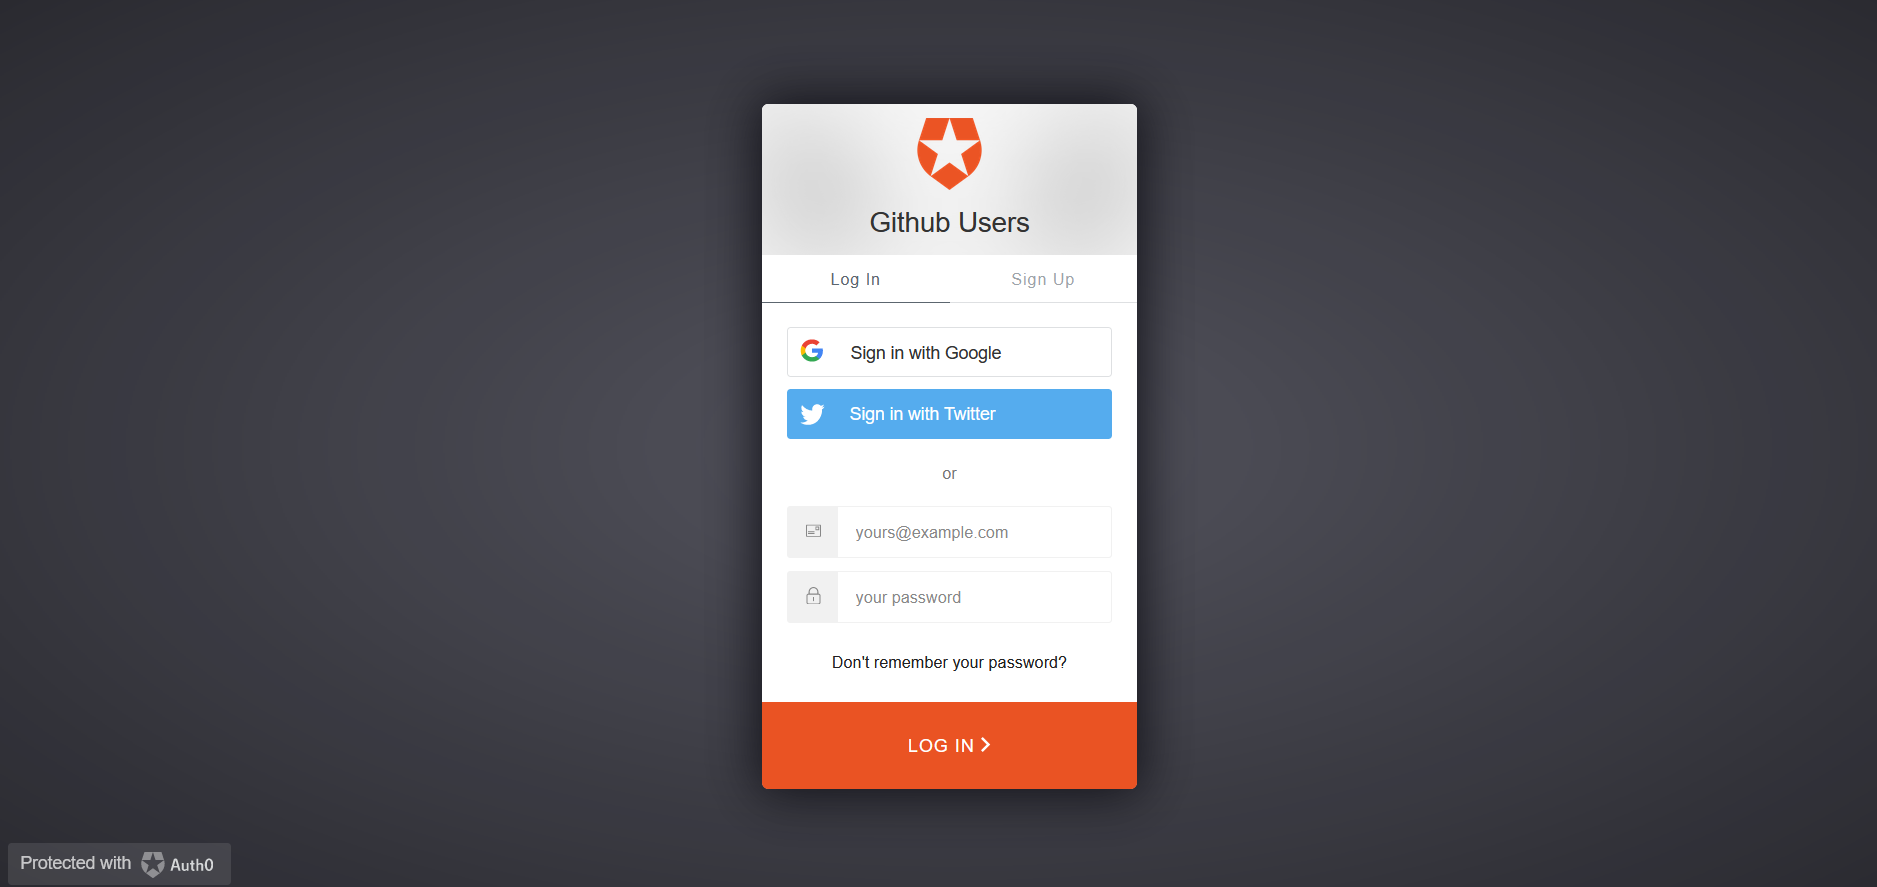 Github Users
Log In
Sign Up
Sign in with Google
Sign in with Twitter
or
yours@example.com
your password
Don't remember your password?
LOG IN
Protected with Auth0